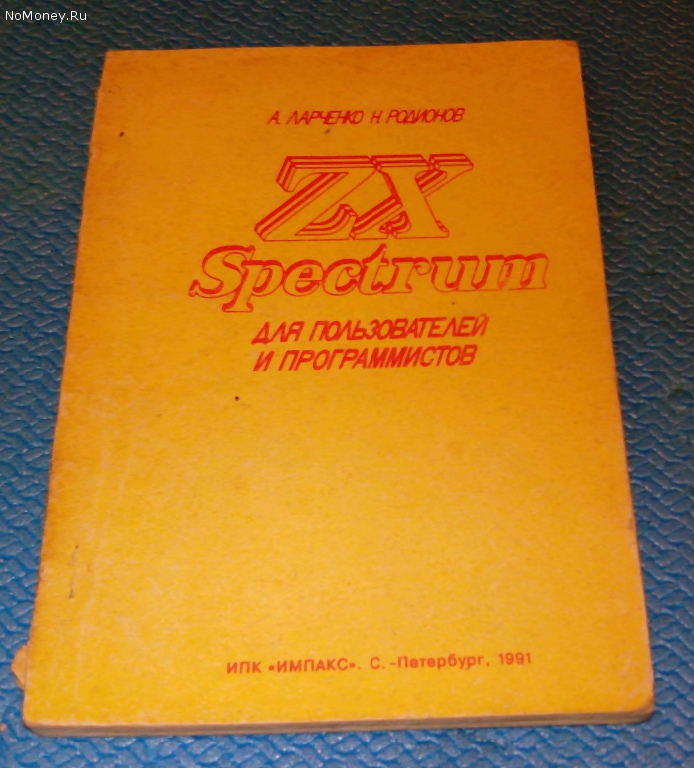 NoMoney.Ru
А. ЛАРЧЕНКО Н. РОДИОНОВ
ZX
Spectrum
ДЛЯ ПОЛЬЗОВАТЕЛЕЙ
И ПРОГРАММИСТОВ
ИПК «ИМПАКС». С.-Петербург, 1991